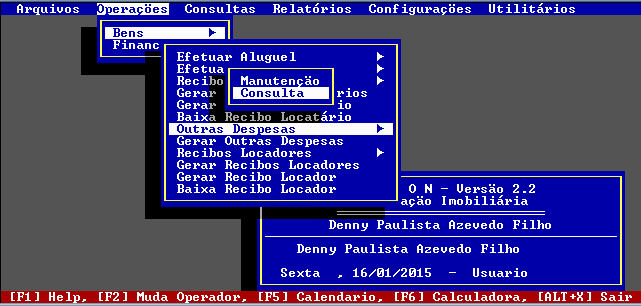 Arquivos Operações Consultas Relatórios Configurações Utilitários
Bens
Financ
Efetuar Aluguel
Efetua
Recibo Manutenção
Gerar Consulta rios
Gerar io
Baixa Recibo Locatário
Outras Despesas
Gerar Outras Despesas
Recibos Locadores
Gerar Recibos Locadores
Gerar Recibo Locador
Baixa Recibo Locador
O N - Versão 2.2
ação Imobiliária
Denny Paulista Azevedo Filho
Denny Paulista Azevedo Filho
Sexta , 16/01/2015 - Usuario
[F1] Help, [F2] Muda Operador, [F5] Calendario, [F6] Calculadora, [ALT+X] Sair